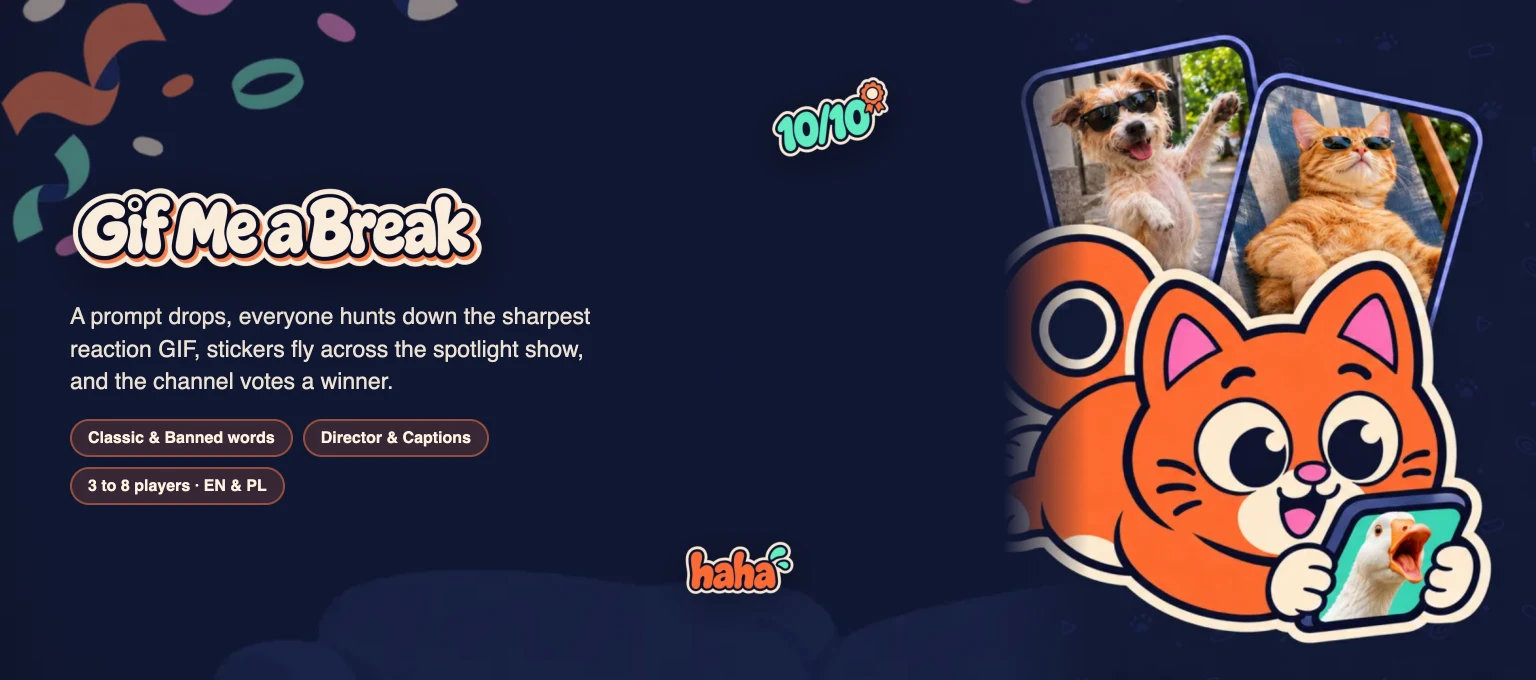 10/10
Gif Me a Break
A prompt drops, everyone hunts down the sharpest
reaction GIF, stickers fly across the spotlight show,
and the channel votes a winner.
Classic & Banned words
Director & Captions
3 to 8 players · EN & PL
haha